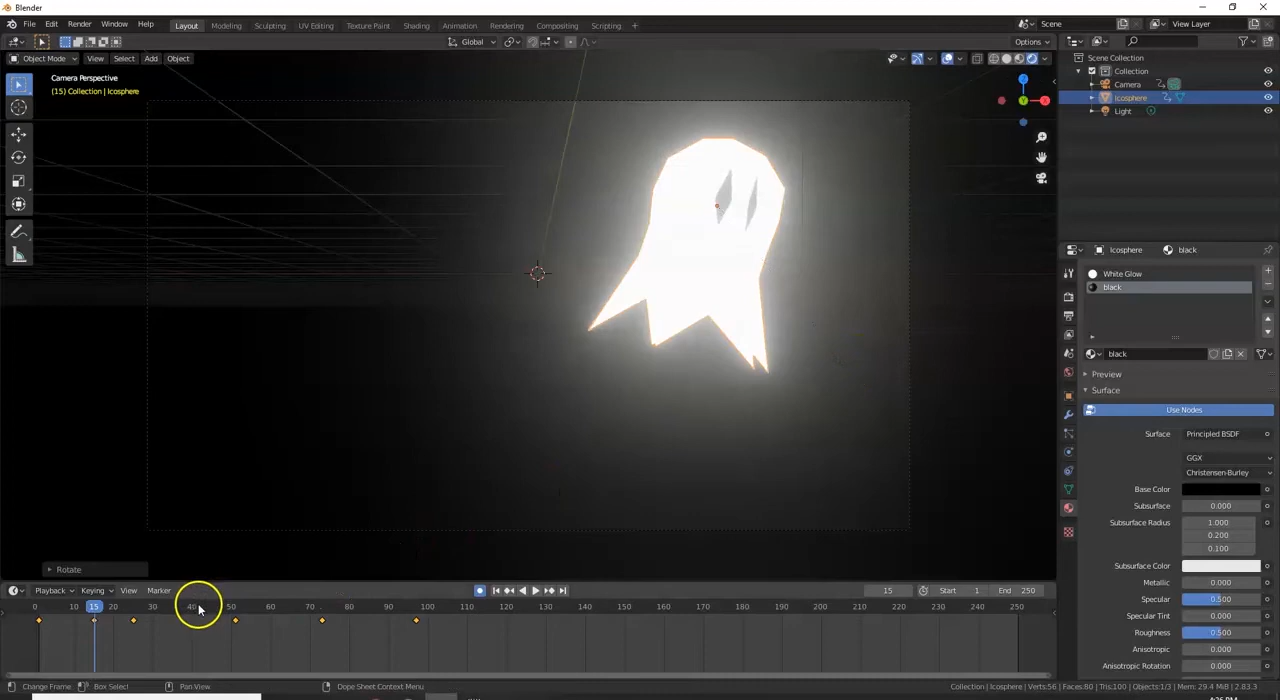 Blender
File Edit Render Window Help
Layout Modeling Sculpting UV Editing Texture Paint Shading Animation Rendering Compositing Scripting +
Scene
View Layer
Global
Options
Object Mode View Select Add Object
Camera Perspective
(15) Collection | Icosphere
X
Z
Y
Scene Collection
Collection
Camera
Icosphere
Light
Icosphere
black
White Glow
black
black
Preview
Surface
Use Nodes
Surface Principled BSDF
GGX
Christensen-Burley
Base Color
Subsurface 0.000
Subsurface Radius 1.000
0.200
0.100
Subsurface Color
Metallic 0.000
Specular 0.500
Specular Tint 0.000
Roughness 0.500
Anisotropic 0.000
Anisotropic Rotation 0.000
Rotate
Playback Keying View Marker
15 Start 1 End 250
0 10 15 20 30 40 50 60 70 80 90 100 110 120 130 140 150 160 170 180 190 200 210 220 230 240 250
Change Frame Box Select Pan View Dope Sheet Context Menu
Collection | Icosphere | Verts:56 | Faces:80 | Tris:100 | Objects:1/3 | Mem: 29.4 MiB | 2.83.3